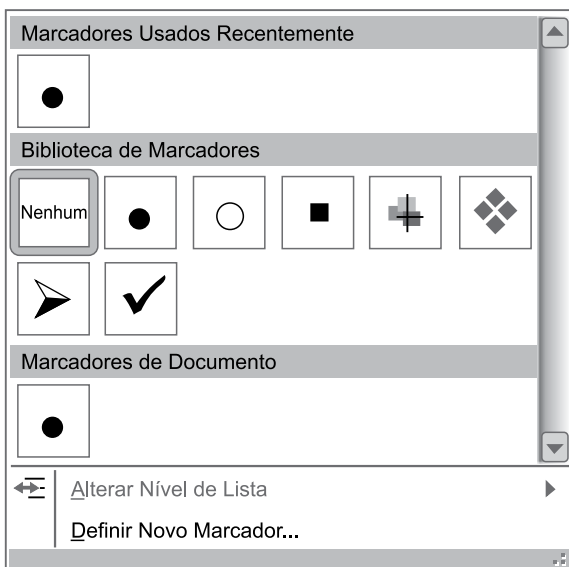 Marcadores Usados Recentemente
Biblioteca de Marcadores
Nenhum
Marcadores de Documento
Alterar Nível de Lista
Definir Novo Marcador...